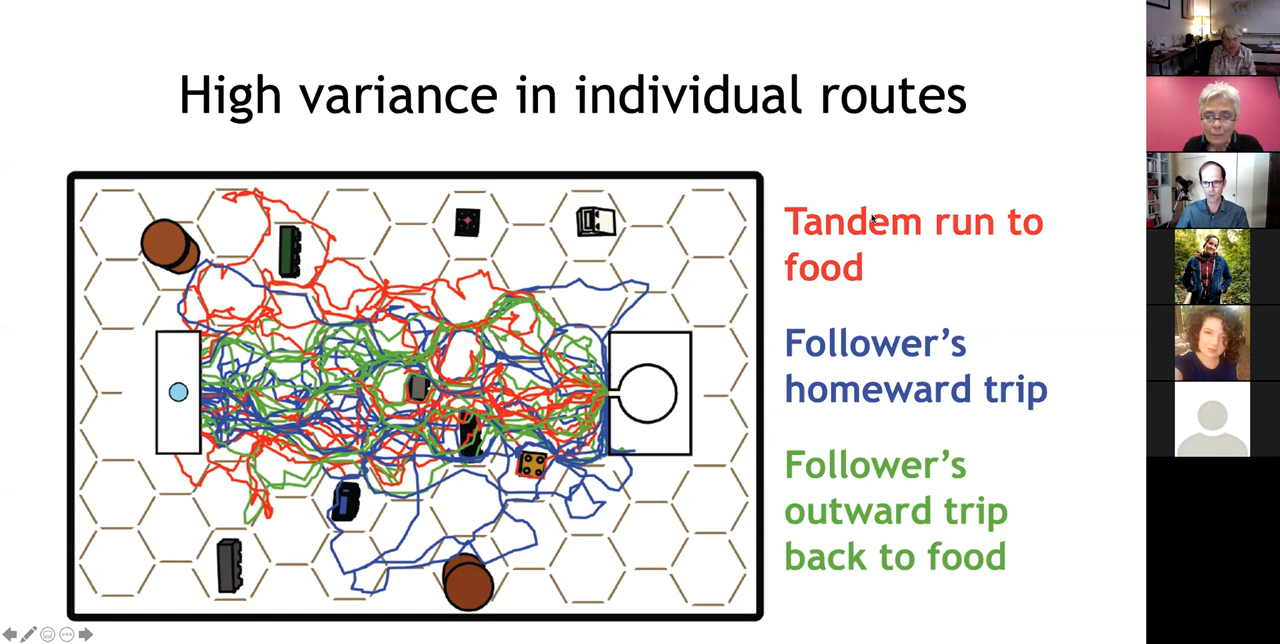 High variance in individual routes
Tandem run to
food
Follower's
homeward trip
Follower's
outward trip
back to food